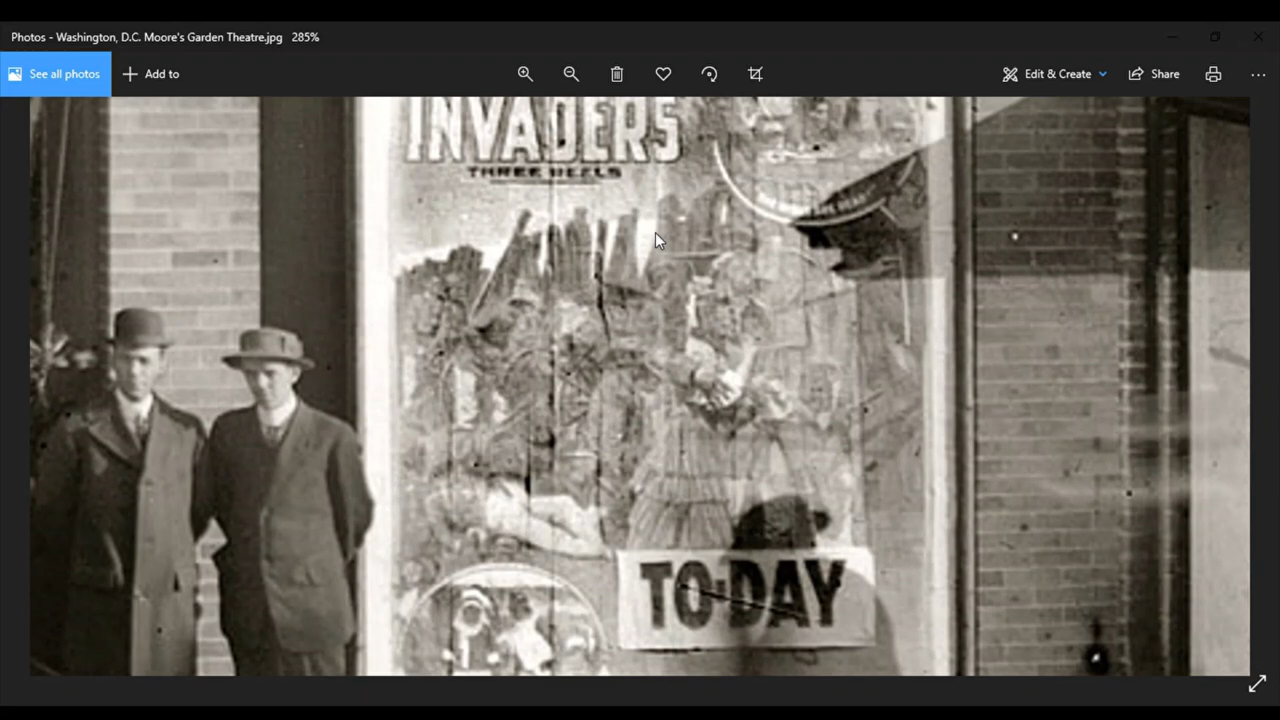 Photos - Washington, D.C. Moore's Garden Theatre.jpg 285%
See all photos
Add to
Edit & Create
Share
INVADERS
THREE REELS
TO-DAY